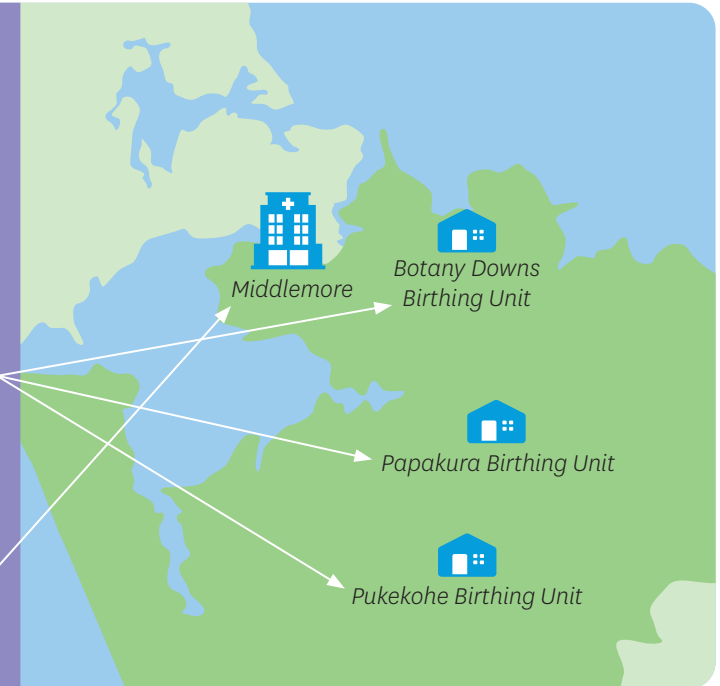 Middlemore
Botany Downs
Birthing Unit
Papakura Birthing Unit
Pukekohe Birthing Unit